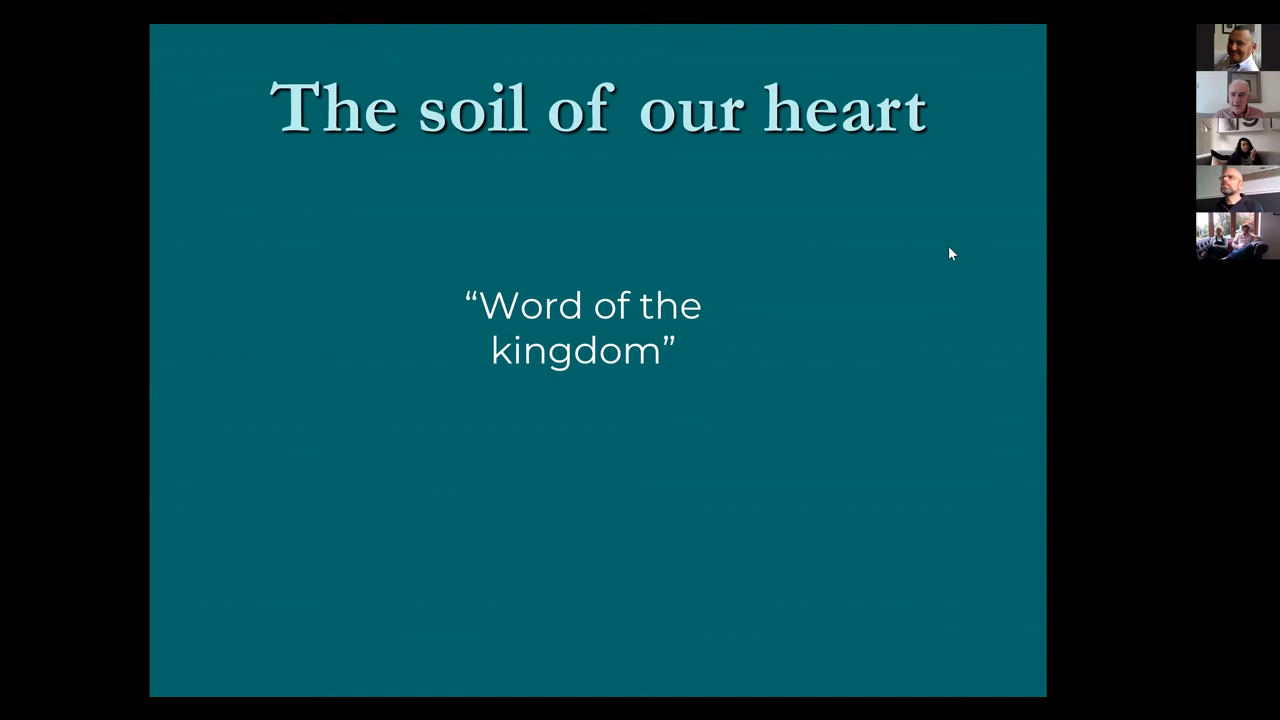 The soil of our heart
“Word of the
kingdom”